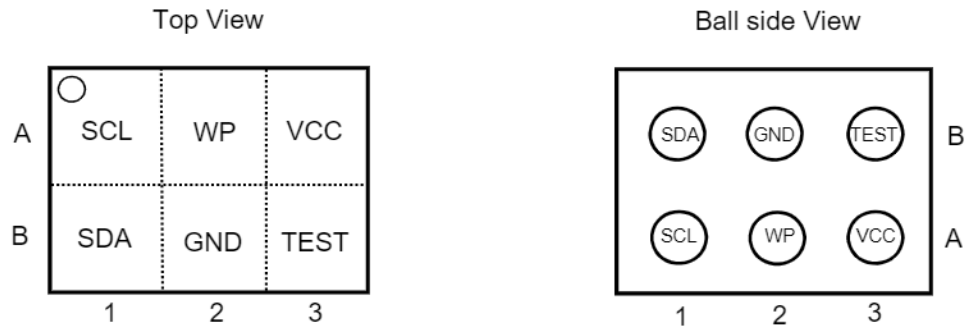 Top View
A SCL WP VCC
B SDA GND TEST
1 2 3
Ball side View
SDA GND TEST B
SCL WP VCC A
1 2 3